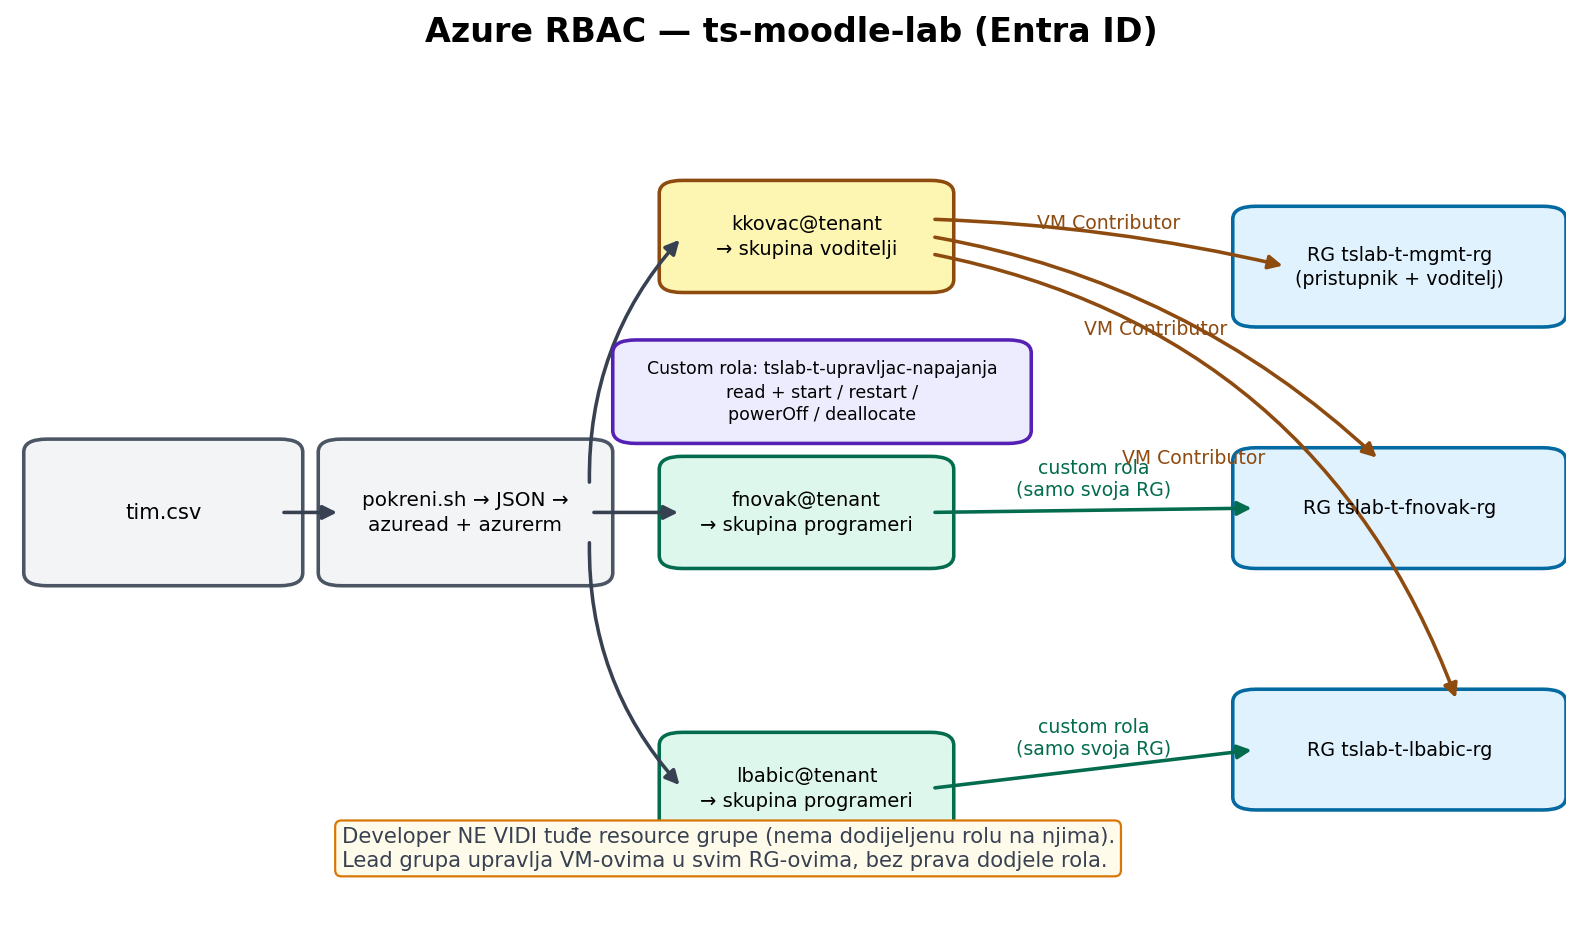 Azure RBAC — ts-moodle-lab (Entra ID)
kkovac@tenant
→ skupina voditelji
VM Contributor
RG tslab-t-mgmt-rg
(pristupnik + voditelj)
VM Contributor
Custom rola: tslab-t-upravljac-napajanja
read + start / restart /
powerOff / deallocate
tim.csv
pokreni.sh → JSON →
azuread + azurerm
fnovak@tenant
→ skupina programeri
VM Contributor
custom rola
(samo svoja RG)
RG tslab-t-fnovak-rg
lbabic@tenant
→ skupina programeri
custom rola
(samo svoja RG)
RG tslab-t-lbabic-rg
Developer NE VIDI tuđe resource grupe (nema dodijeljenu rolu na njima).
Lead grupa upravlja VM-ovima u svim RG-ovima, bez prava dodjele rola.